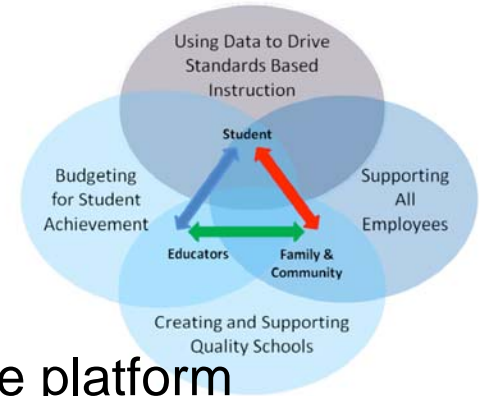 Using Data to Drive
Standards Based
Instruction
Student
Budgeting
for Student
Achievement
Supporting
All
Employees
Educators
Family &
Community
Creating and Supporting
Quality Schools
e platform